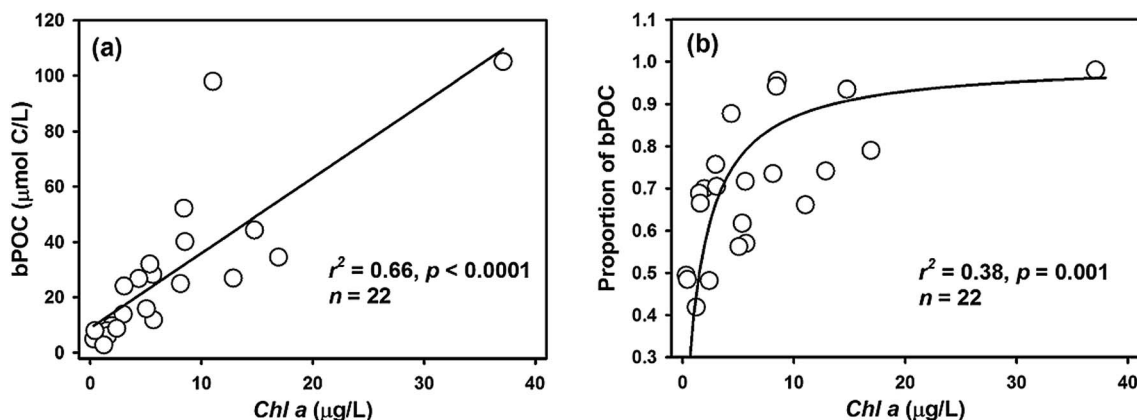 (a)
bPOC (μmol C/L)
120
100
80
60
40
20
0
r² = 0.66, p < 0.0001
n = 22
0 10 20 30 40
Chl a (μg/L)
(b)
Proportion of bPOC
1.1
1.0
0.9
0.8
0.7
0.6
0.5
0.4
0.3
r² = 0.38, p = 0.001
n = 22
0 10 20 30 40
Chl a (μg/L)